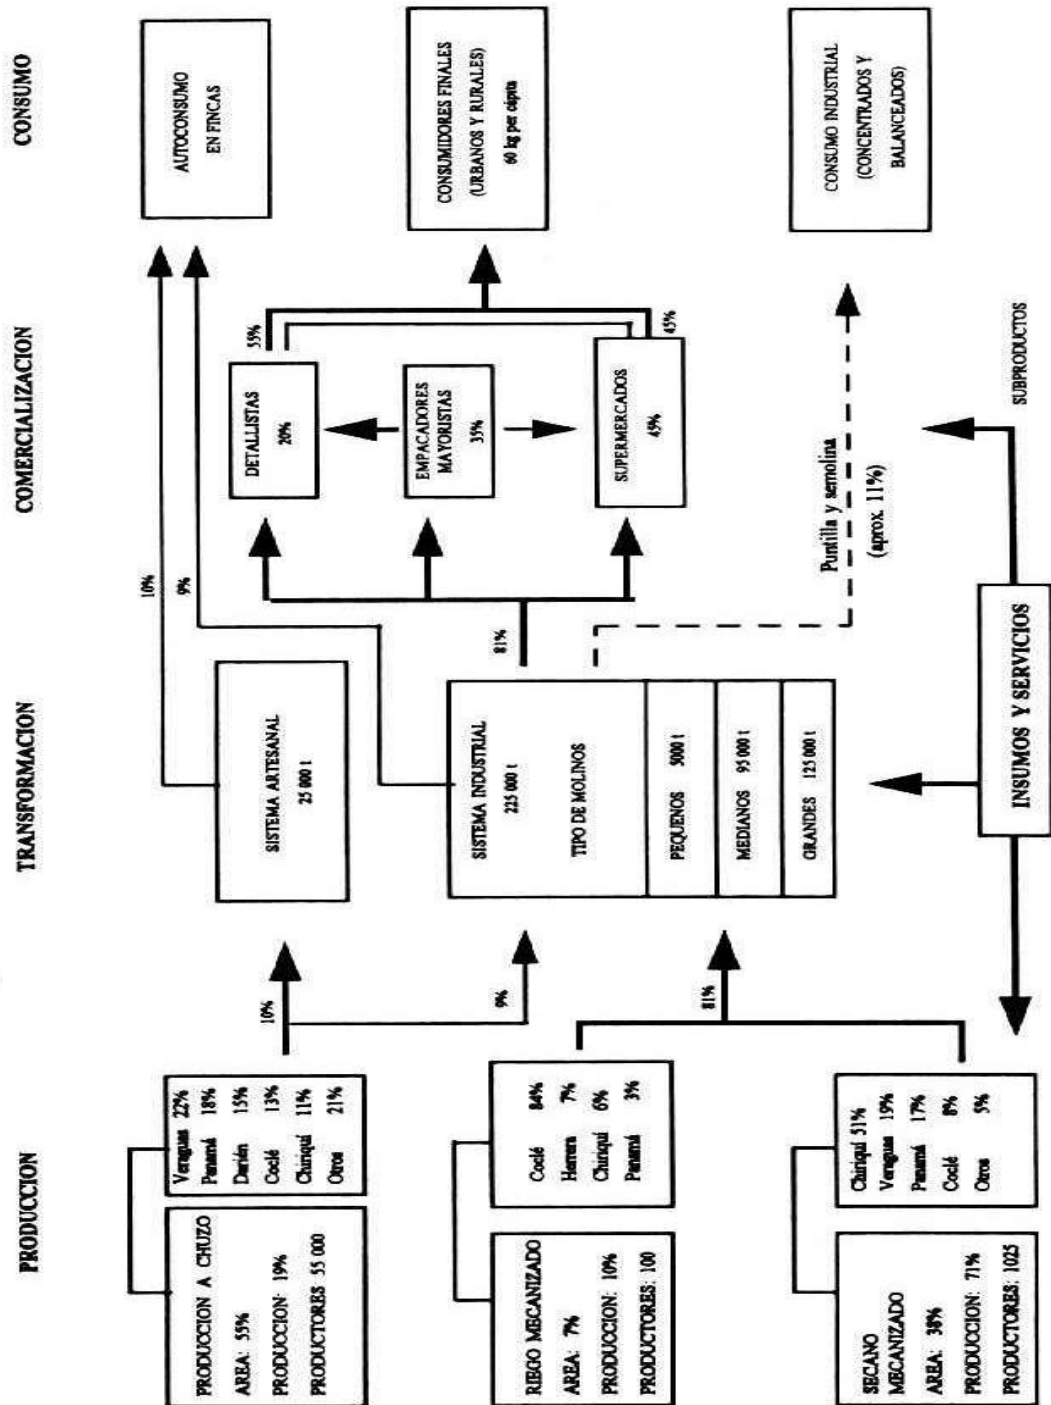 PRODUCCION
TRANSFORMACION
COMERCIALIZACION
CONSUMO
PRODUCCION A CHUZO
AREA: 55%
PRODUCCION: 19%
PRODUCTORES 55 000
Veraguas 22%
Panamá 18%
Darién 15%
Coclé 13%
Chiriquí 11%
Otros 21%
RIEGO MECANIZADO
AREA: 7%
PRODUCCION: 10%
PRODUCTORES: 100
Coclé 84%
Herrera 7%
Chiriquí 6%
Panamá 3%
SECANO
MECANIZADO
AREA: 38%
PRODUCCION: 71%
PRODUCTORES: 1025
Chiriquí 51%
Veraguas 19%
Panamá 17%
Coclé 8%
Otros 5%
10%
9%
81%
SISTEMA ARTESANAL
25 000 t
SISTEMA INDUSTRIAL
225 000 t
TIPO DE MOLINOS
PEQUENOS 5000 t
MEDIANOS 95 000 t
GRANDES 125 000 t
10%
9%
81%
DETALLISTAS
20%
EMPACADORES
MAYORISTAS
35%
SUPERMERCADOS
45%
55%
45%
Puntilla y semolina
(aprox. 11%)
AUTOCONSUMO
EN FINCAS
CONSUMIDORES FINALES
(URBANOS Y RURALES)
60 kg per cápita
CONSUMO INDUSTRIAL
(CONCENTRADOS Y
BALANCEADOS)
INSUMOS Y SERVICIOS
SUBPRODUCTOS